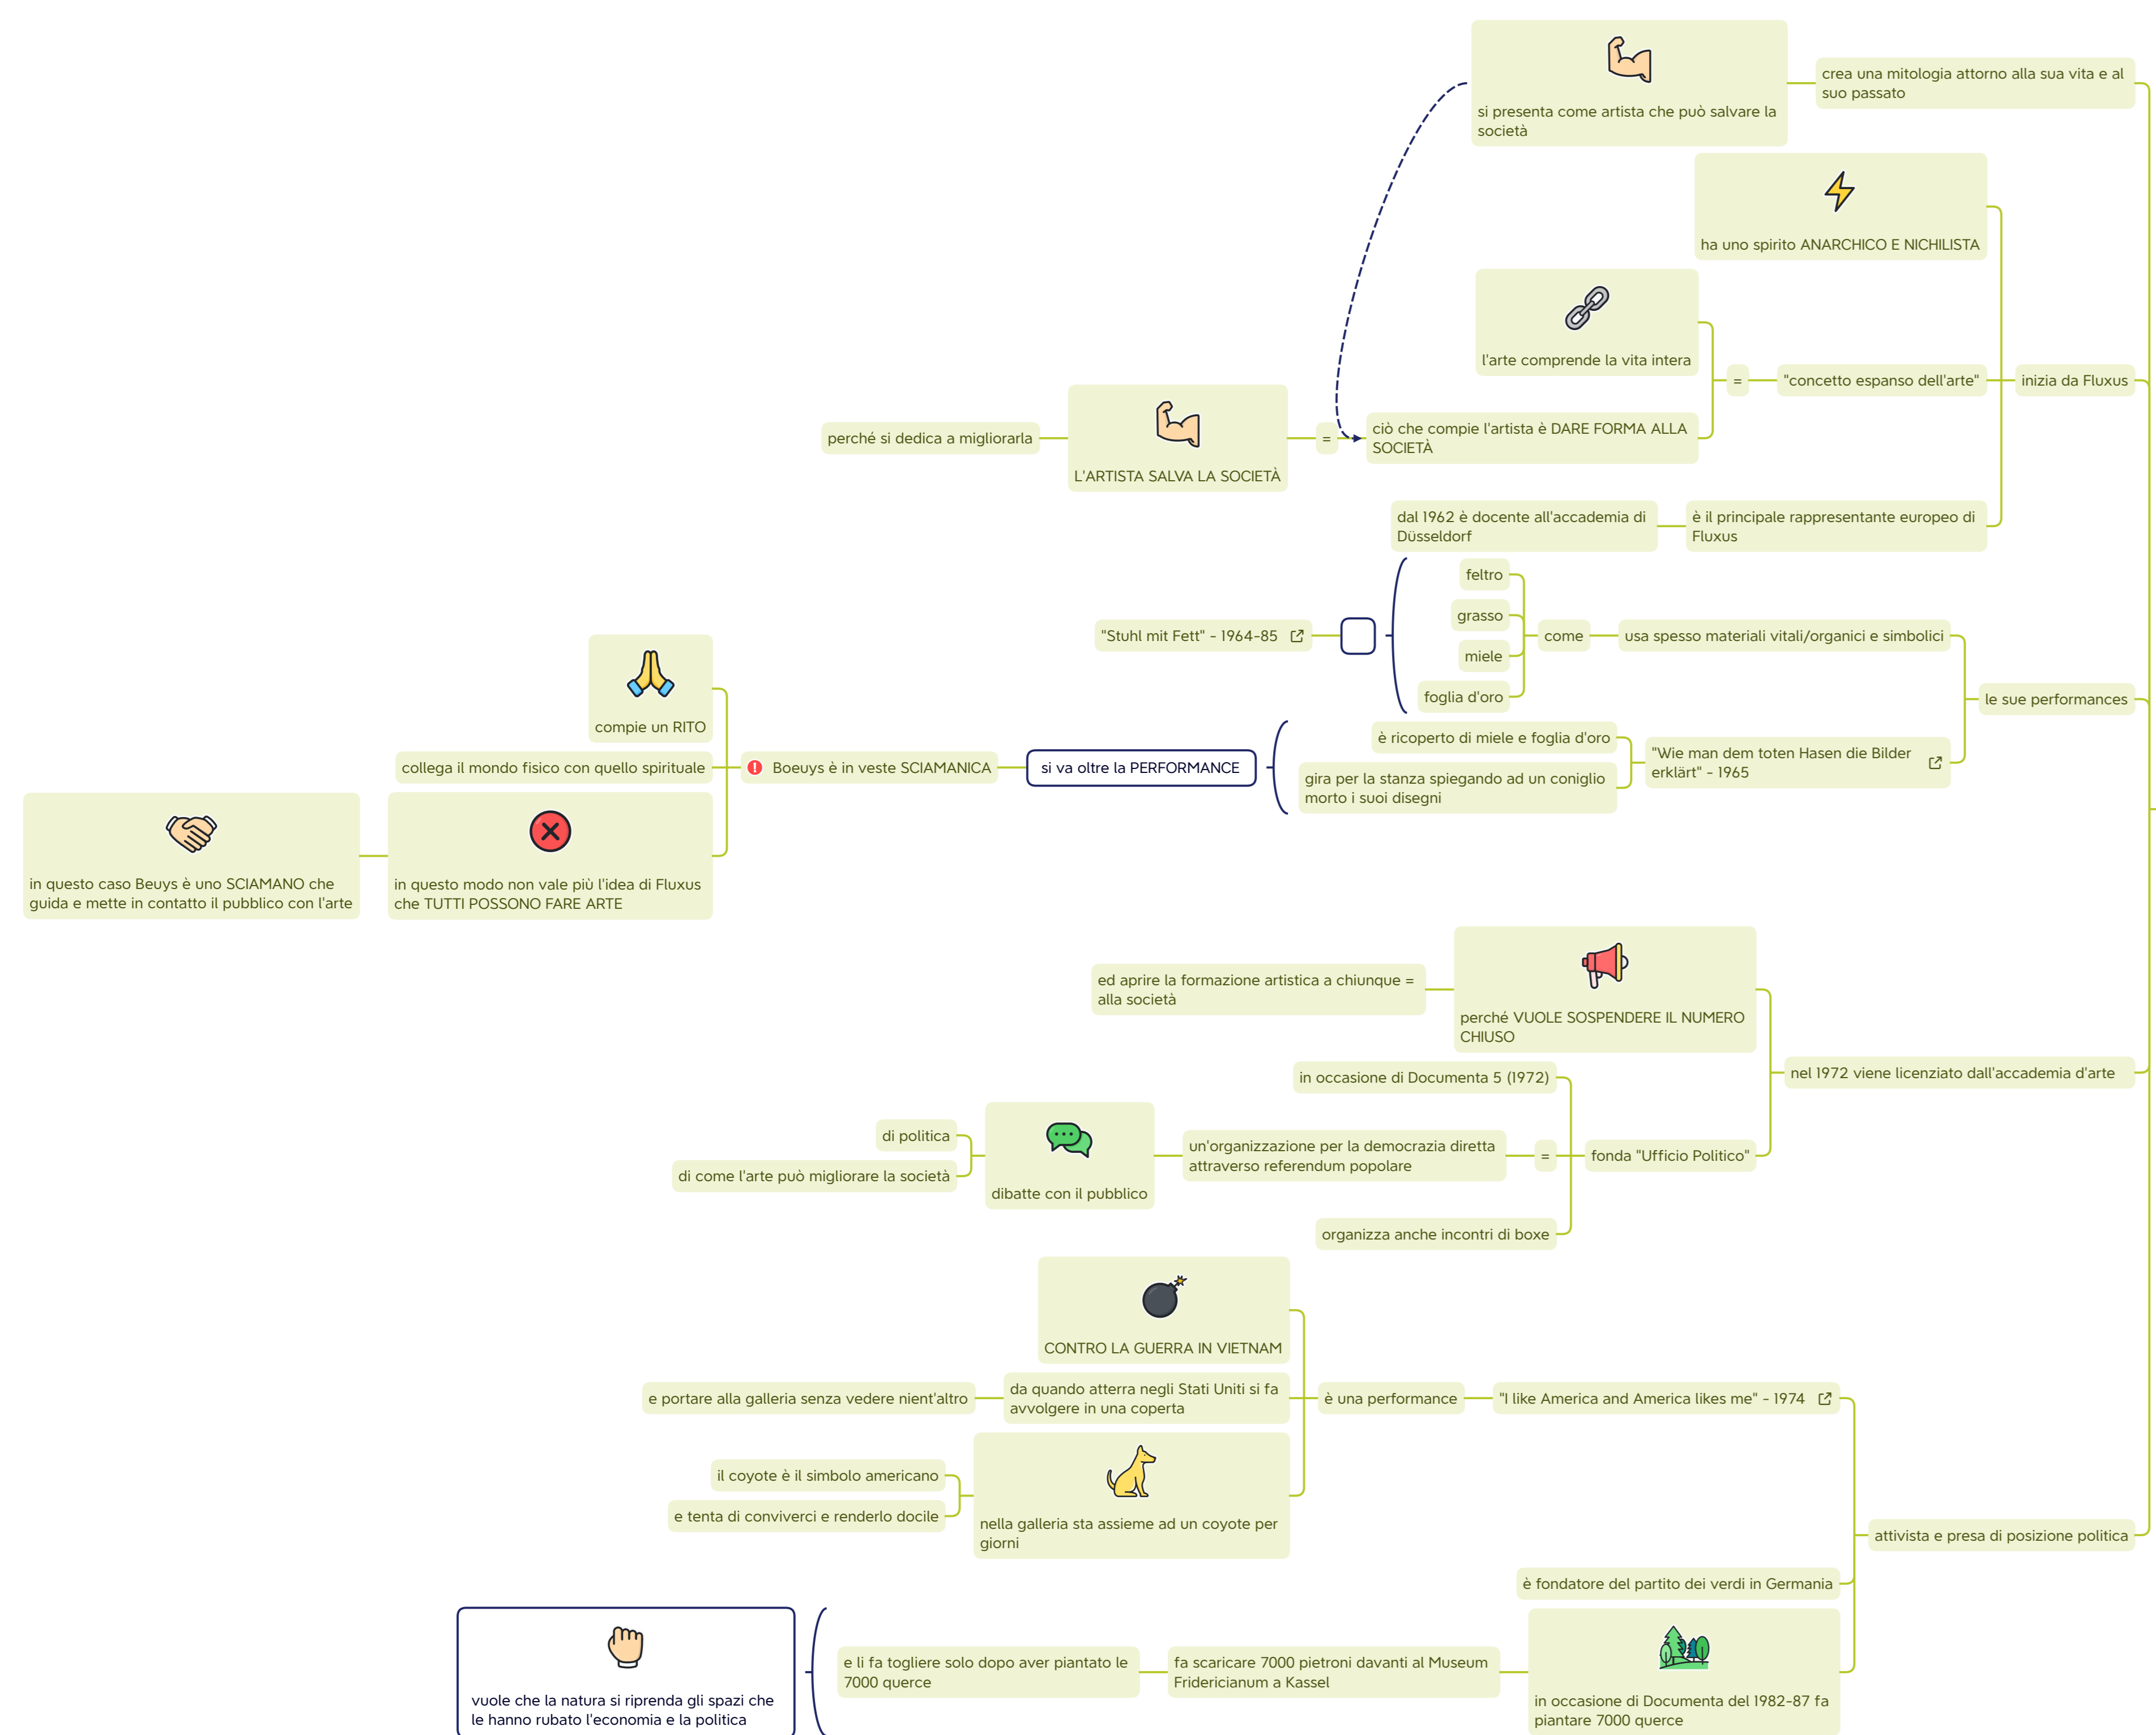 crea una mitologia attorno alla sua vita e al
suo passato
si presenta come artista che può salvare la
società
inizia da Fluxus
ha uno spirito ANARCHICO E NICHILISTA
"concetto espanso dell'arte"
=
l'arte comprende la vita intera
ciò che compie l'artista è DARE FORMA ALLA
SOCIETÀ
=
L'ARTISTA SALVA LA SOCIETÀ
perché si dedica a migliorarla
è il principale rappresentante europeo di
Fluxus
dal 1962 è docente all'accademia di
Düsseldorf
le sue performances
usa spesso materiali vitali/organici e simbolici
come
feltro
grasso
miele
foglia d'oro
"Stuhl mit Fett" - 1964-85
"Wie man dem toten Hasen die Bilder
erklärt" - 1965
è ricoperto di miele e foglia d'oro
gira per la stanza spiegando ad un coniglio
morto i suoi disegni
si va oltre la PERFORMANCE
Boeuys è in veste SCIAMANICA
compie un RITO
collega il mondo fisico con quello spirituale
in questo modo non vale più l'idea di Fluxus
che TUTTI POSSONO FARE ARTE
in questo caso Beuys è uno SCIAMANO che
guida e mette in contatto il pubblico con l'arte
nel 1972 viene licenziato dall'accademia d'arte
perché VUOLE SOSPENDERE IL NUMERO
CHIUSO
ed aprire la formazione artistica a chiunque =
alla società
fonda "Ufficio Politico"
in occasione di Documenta 5 (1972)
=
un'organizzazione per la democrazia diretta
attraverso referendum popolare
dibatte con il pubblico
di politica
di come l'arte può migliorare la società
organizza anche incontri di boxe
attivista e presa di posizione politica
"I like America and America likes me" - 1974
è una performance
CONTRO LA GUERRA IN VIETNAM
da quando atterra negli Stati Uniti si fa
avvolgere in una coperta
e portare alla galleria senza vedere nient'altro
nella galleria sta assieme ad un coyote per
giorni
il coyote è il simbolo americano
e tenta di conviverci e renderlo docile
è fondatore del partito dei verdi in Germania
in occasione di Documenta del 1982-87 fa
piantare 7000 querce
fa scaricare 7000 pietroni davanti al Museum
Fridericianum a Kassel
e li fa togliere solo dopo aver piantato le
7000 querce
vuole che la natura si riprenda gli spazi che
le hanno rubato l'economia e la politica